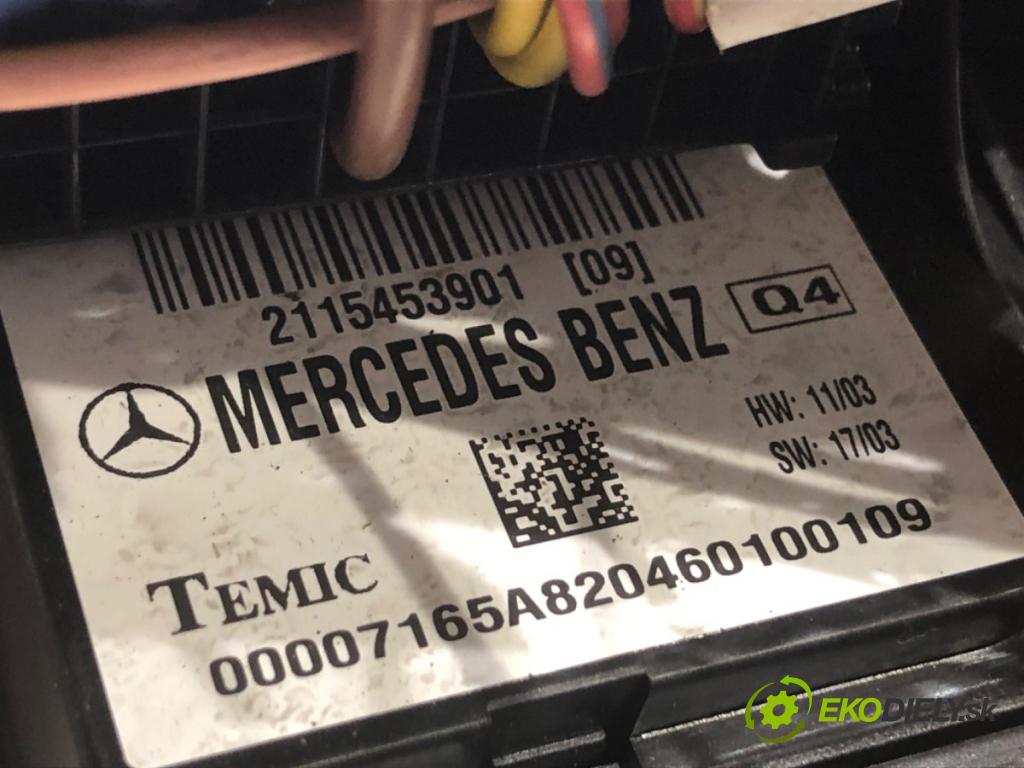 2115453901 [09]
MERCEDES BENZ Q4
HW: 11/03
SW: 17/03
TEMIC
00007165A820460100109
EKODIELY.sk